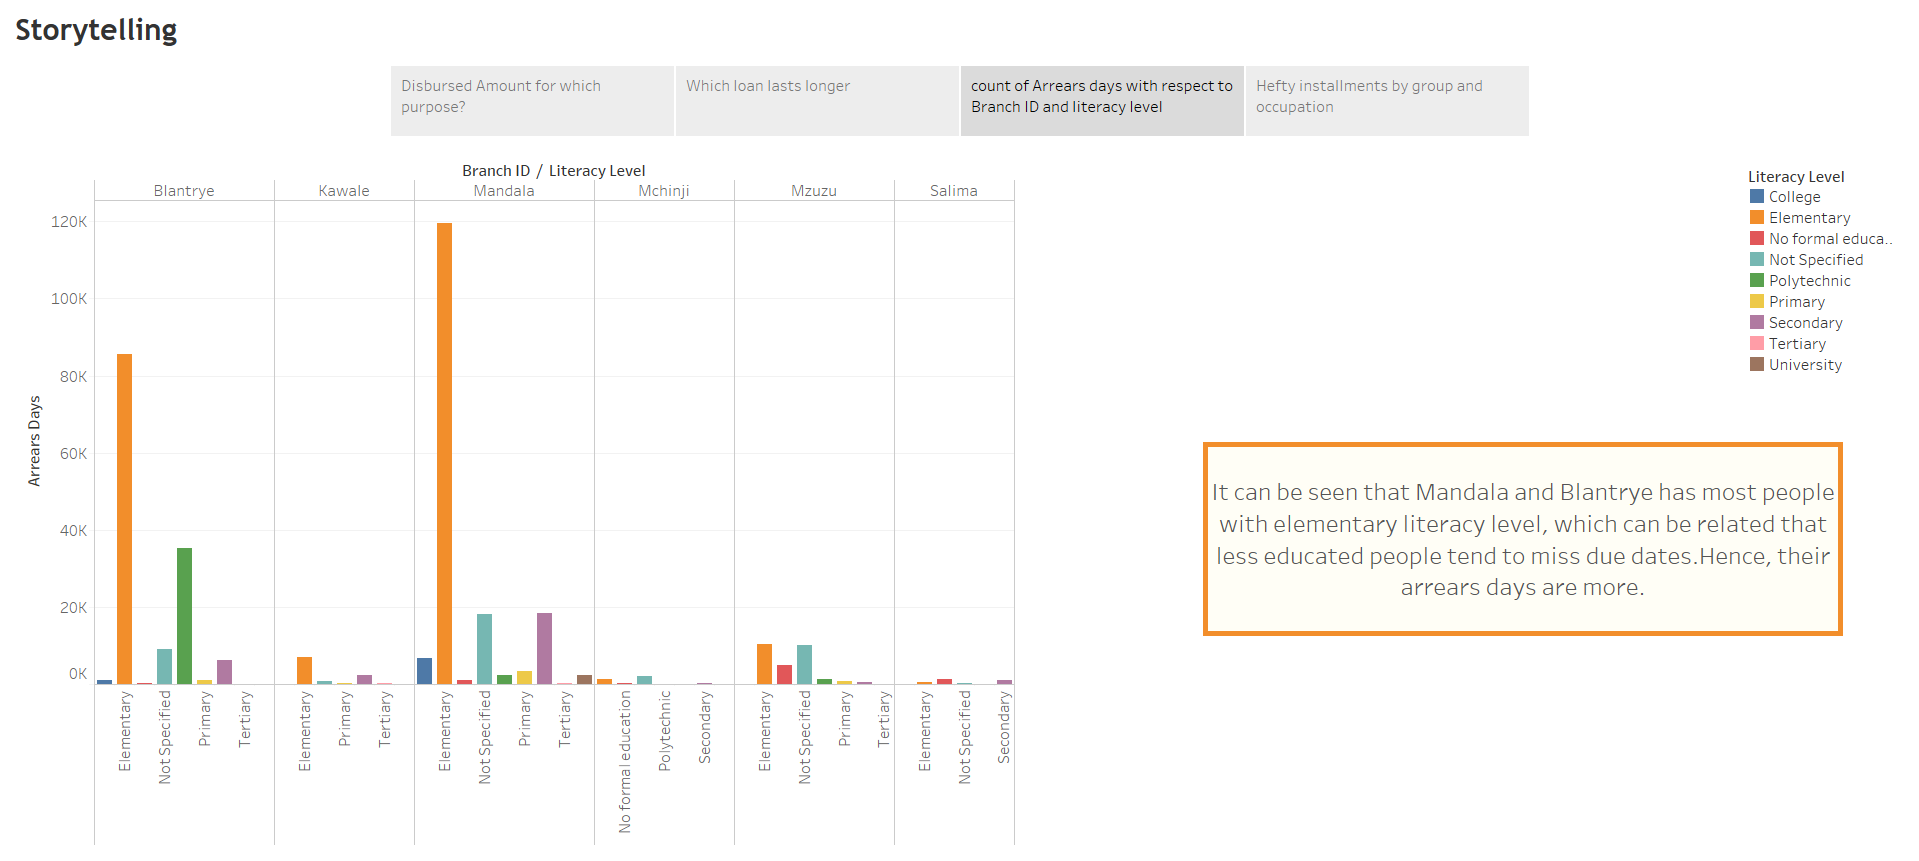 Storytelling
Disbursed Amount for which
purpose?
Which loan lasts longer
count of Arrears days with respect to
Branch ID and literacy level
Hefty installments by group and
occupation
Branch ID / Literacy Level
Blantrye
Kawale
Mandala
Mchinji
Mzuzu
Salima
120K
100K
80K
60K
40K
20K
0K
Arrears Days
Elementary
Not Specified
Primary
Tertiary
Elementary
Primary
Tertiary
Elementary
Not Specified
Primary
Tertiary
No formal education
Polytechnic
Secondary
Elementary
Not Specified
Primary
Tertiary
Elementary
Not Specified
Secondary
Literacy Level
College
Elementary
No formal educa..
Not Specified
Polytechnic
Primary
Secondary
Tertiary
University
It can be seen that Mandala and Blantrye has most people
with elementary literacy level, which can be related that
less educated people tend to miss due dates.Hence, their
arrears days are more.